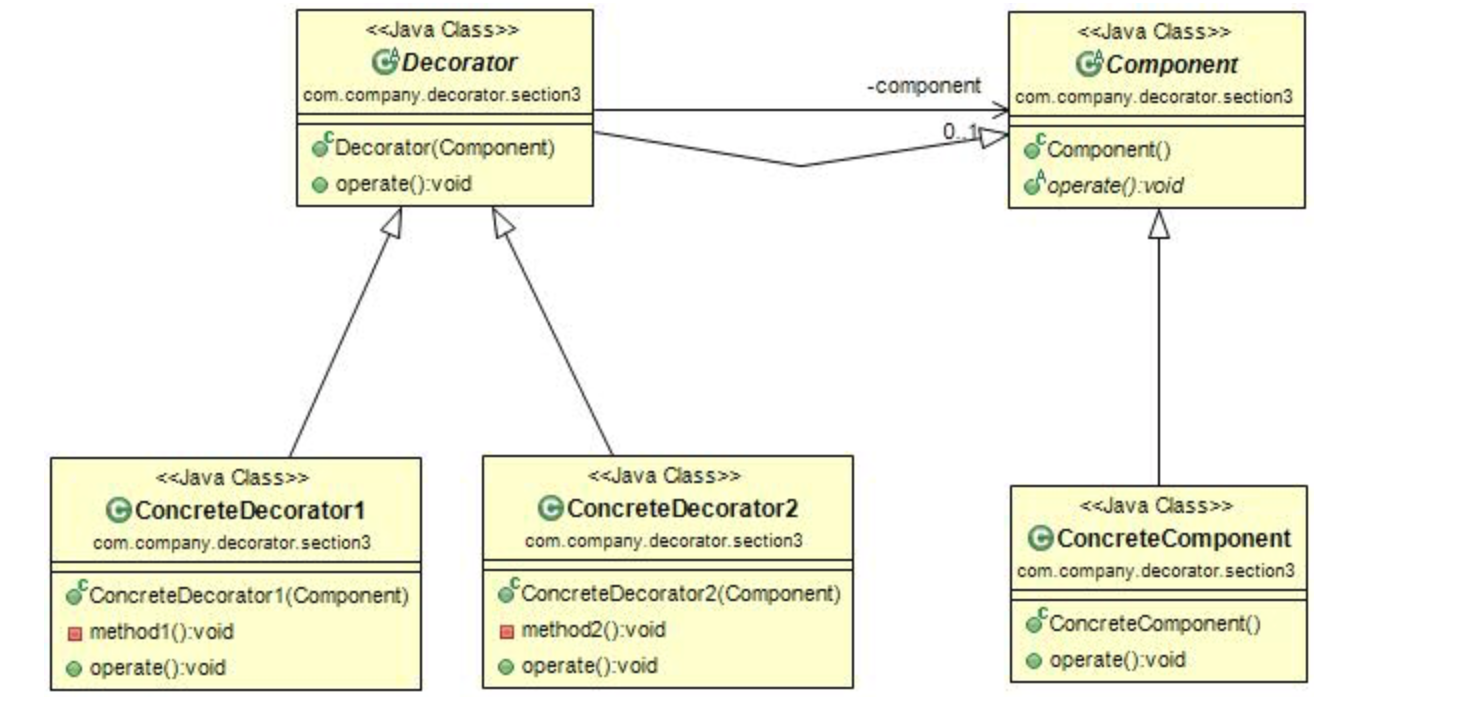 <<Java Class>>
Decorator
com.company.decorator.section3
Decorator(Component)
operate():void
-component
0..1
<<Java Class>>
Component
com.company.decorator.section3
Component()
operate():void
<<Java Class>>
ConcreteDecorator1
com.company.decorator.section3
ConcreteDecorator1(Component)
method1():void
operate():void
<<Java Class>>
ConcreteDecorator2
com.company.decorator.section3
ConcreteDecorator2(Component)
method2():void
operate():void
<<Java Class>>
ConcreteComponent
com.company.decorator.section3
ConcreteComponent()
operate():void